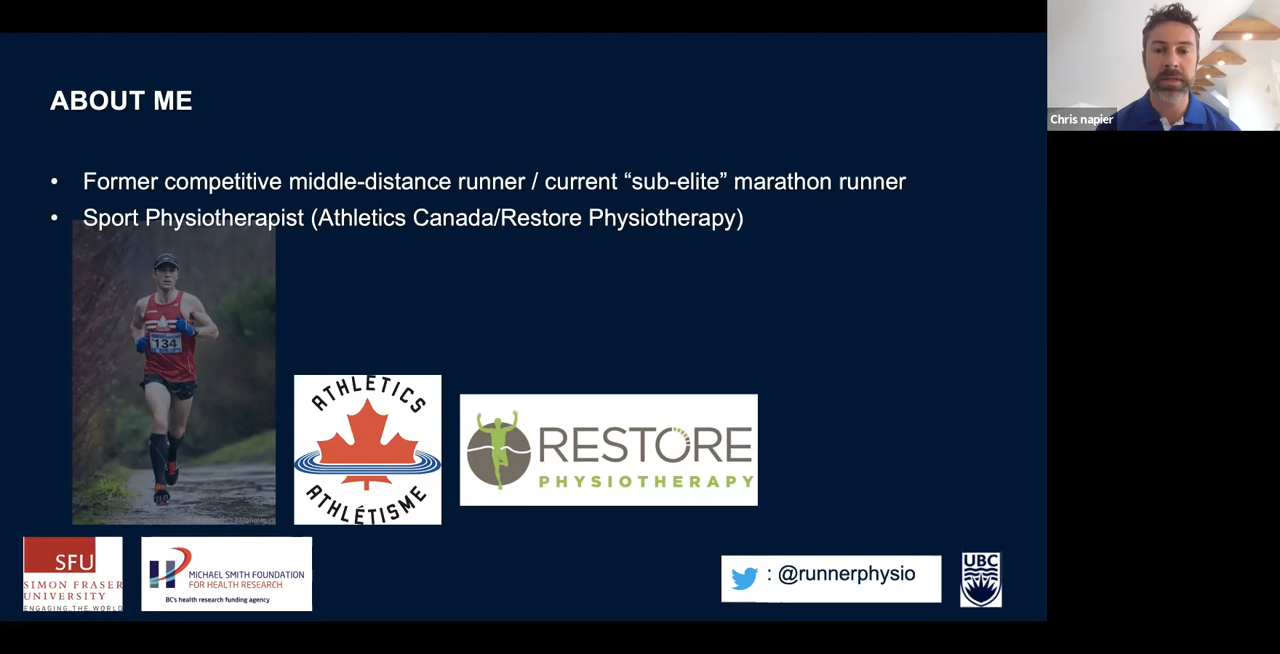 ABOUT ME
Chris napier
• Former competitive middle-distance runner / current “sub-elite” marathon runner
• Sport Physiotherapist (Athletics Canada/Restore Physiotherapy)
134
ATHLETICS
ATHLÉTISME
RESTORE
PHYSIOTHERAPY
SFU
SIMON FRASER
UNIVERSITY
ENGAGING THE WORLD
MICHAEL SMITH FOUNDATION
FOR HEALTH RESEARCH
BC's health research funding agency
: @runnerphysio
UBC